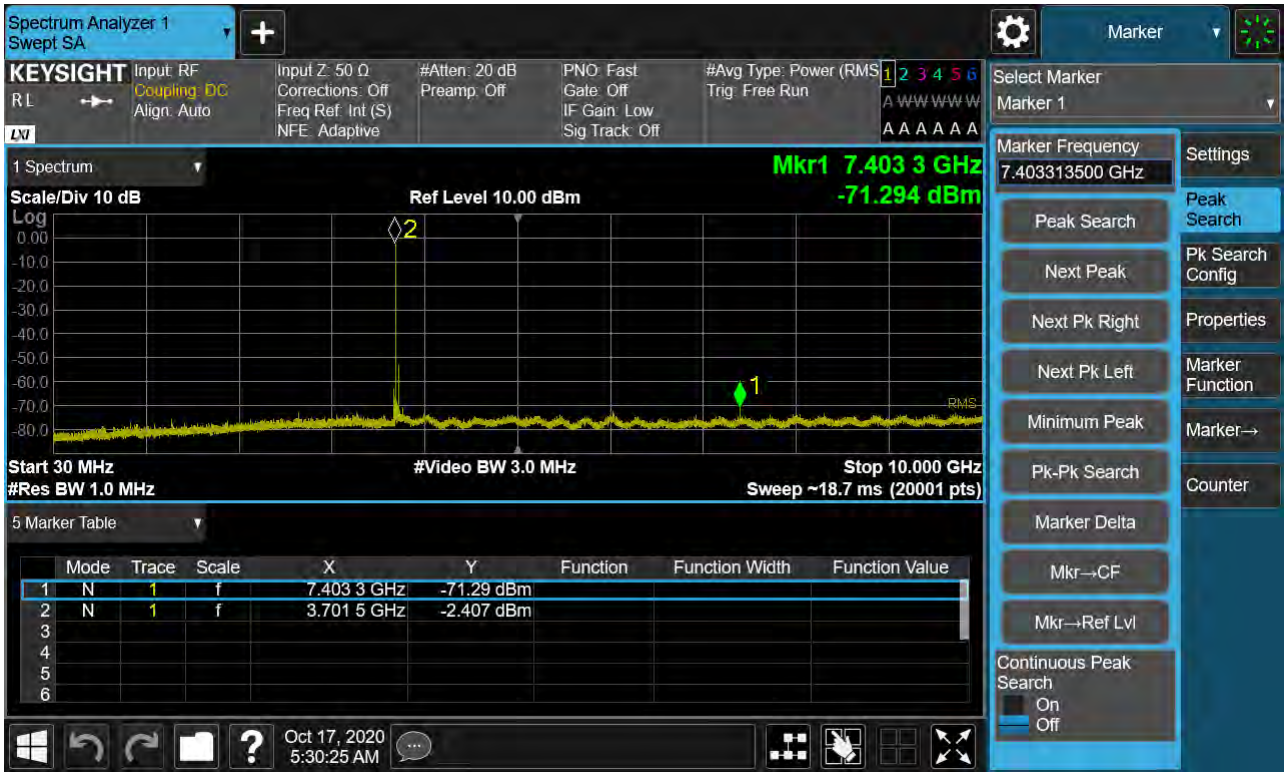 Spectrum Analyzer 1
Swept SA
Marker
KEYSIGHT
RL
LXI
Input: RF
Coupling: DC
Align: Auto
Input Z: 50 Ω
Corrections: Off
Freq Ref: Int (S)
NFE: Adaptive
#Atten: 20 dB
Preamp: Off
PNO: Fast
Gate: Off
IF Gain: Low
Sig Track: Off
#Avg Type: Power (RMS
Trig: Free Run
1 2 3 4 5 6
A W W W W W
A A A A A A
Select Marker
Marker 1
1 Spectrum
Mkr1 7.403 3 GHz
Scale/Div 10 dB
Ref Level 10.00 dBm
-71.294 dBm
Log
0.00
-10.0
-20.0
-30.0
-40.0
-50.0
-60.0
-70.0
-80.0
2
1
RMS
Start 30 MHz
#Video BW 3.0 MHz
Stop 10.000 GHz
#Res BW 1.0 MHz
Sweep ~18.7 ms (20001 pts)
5 Marker Table
Mode Trace Scale X Y Function Function Width Function Value
1 N 1 f 7.403 3 GHz -71.29 dBm
2 N 1 f 3.701 5 GHz -2.407 dBm
3
4
5
6
Marker Frequency
7.403313500 GHz
Peak Search
Next Peak
Next Pk Right
Next Pk Left
Minimum Peak
Pk-Pk Search
Marker Delta
Mkr→CF
Mkr→Ref Lvl
Continuous Peak
Search
On
Off
Settings
Peak
Search
Pk Search
Config
Properties
Marker
Function
Marker→
Counter
?
Oct 17, 2020
5:30:25 AM